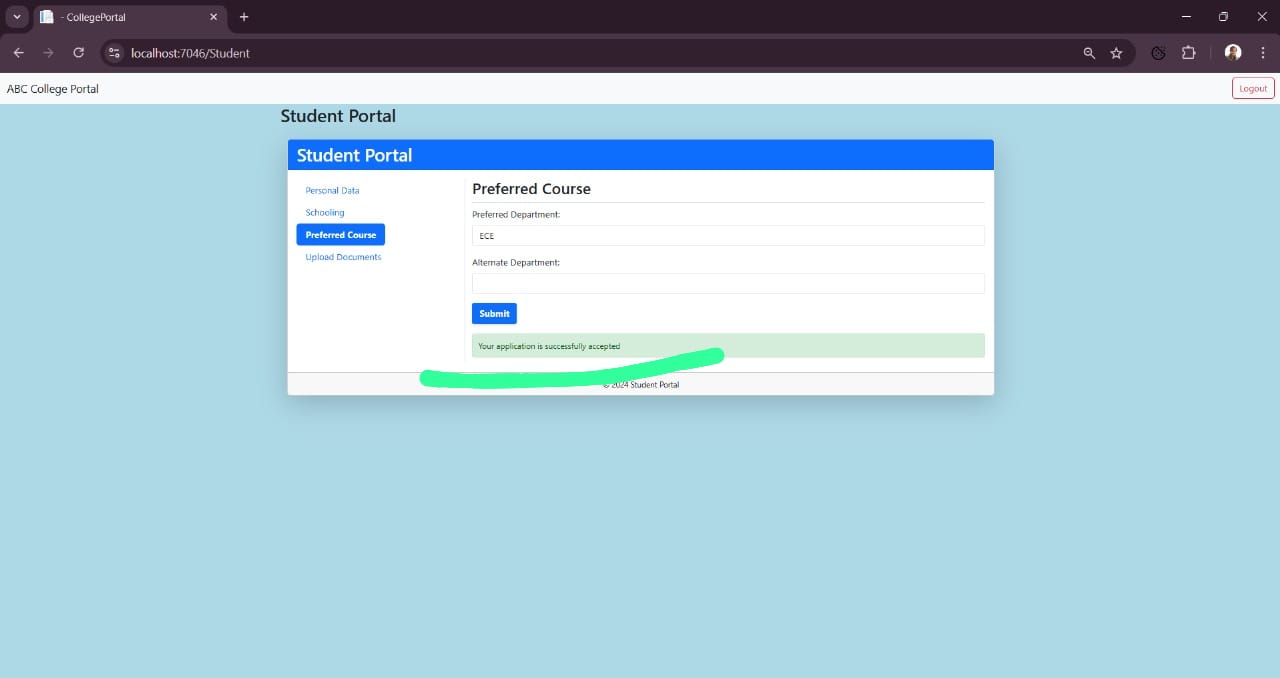 - CollegePortal
localhost:7046/Student
ABC College Portal
Logout
Student Portal
Student Portal
Personal Data
Schooling
Preferred Course
Upload Documents
Preferred Course
Preferred Department:
ECE
Alternate Department:
Submit
Your application is successfully accepted
© 2024 Student Portal